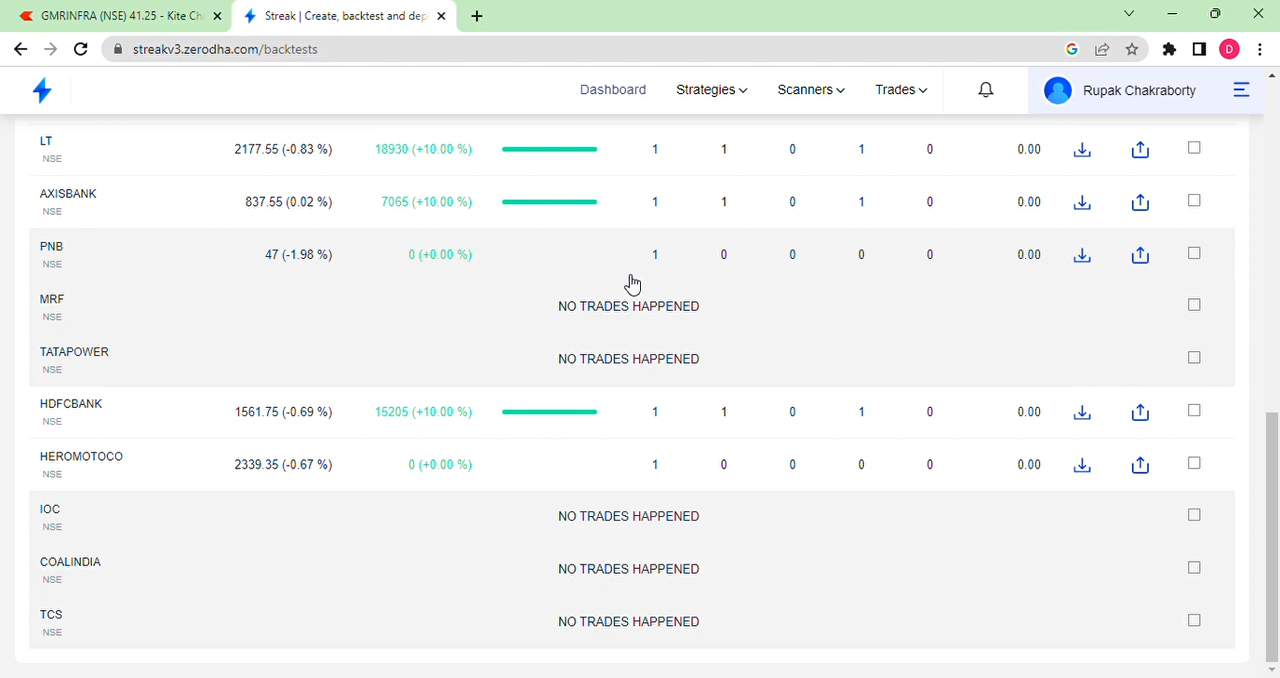 GMRINFRA (NSE) 41.25 - Kite Ch
Streak | Create, backtest and dep
streakv3.zerodha.com/backtests
D
Dashboard Strategies Scanners Trades Rupak Chakraborty
LT 2177.55 (-0.83 %) 18930 (+10.00 %) 1 1 0 1 0 0.00
NSE
AXISBANK 837.55 (0.02 %) 7065 (+10.00 %) 1 1 0 1 0 0.00
NSE
PNB 47 (-1.98 %) 0 (+0.00 %) 1 0 0 0 0 0.00
NSE
MRF NO TRADES HAPPENED
NSE
TATAPOWER NO TRADES HAPPENED
NSE
HDFCBANK 1561.75 (-0.69 %) 15205 (+10.00 %) 1 1 0 1 0 0.00
NSE
HEROMOTOCO 2339.35 (-0.67 %) 0 (+0.00 %) 1 0 0 0 0 0.00
NSE
IOC NO TRADES HAPPENED
NSE
COALINDIA NO TRADES HAPPENED
NSE
TCS NO TRADES HAPPENED
NSE